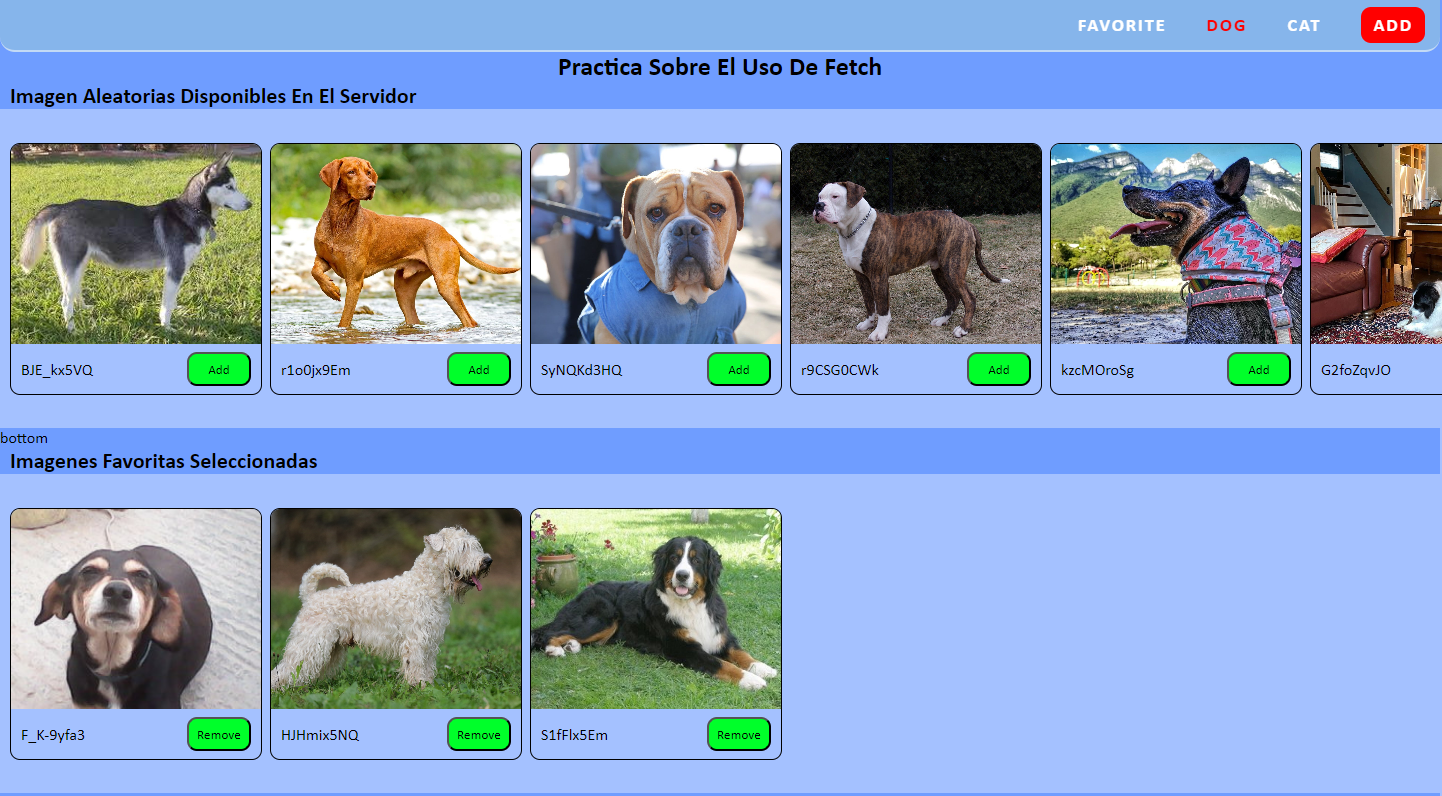 FAVORITE DOG CAT ADD
Practica Sobre El Uso De Fetch
Imagen Aleatorias Disponibles En El Servidor
BJE_kx5VQ Add r1o0jx9Em Add SyNQKd3HQ Add r9CSG0CWk Add kzcMOroSg Add G2foZqvJO
bottom
Imagenes Favoritas Seleccionadas
F_K-9yfa3 Remove HJHmix5NQ Remove S1fFlx5Em Remove